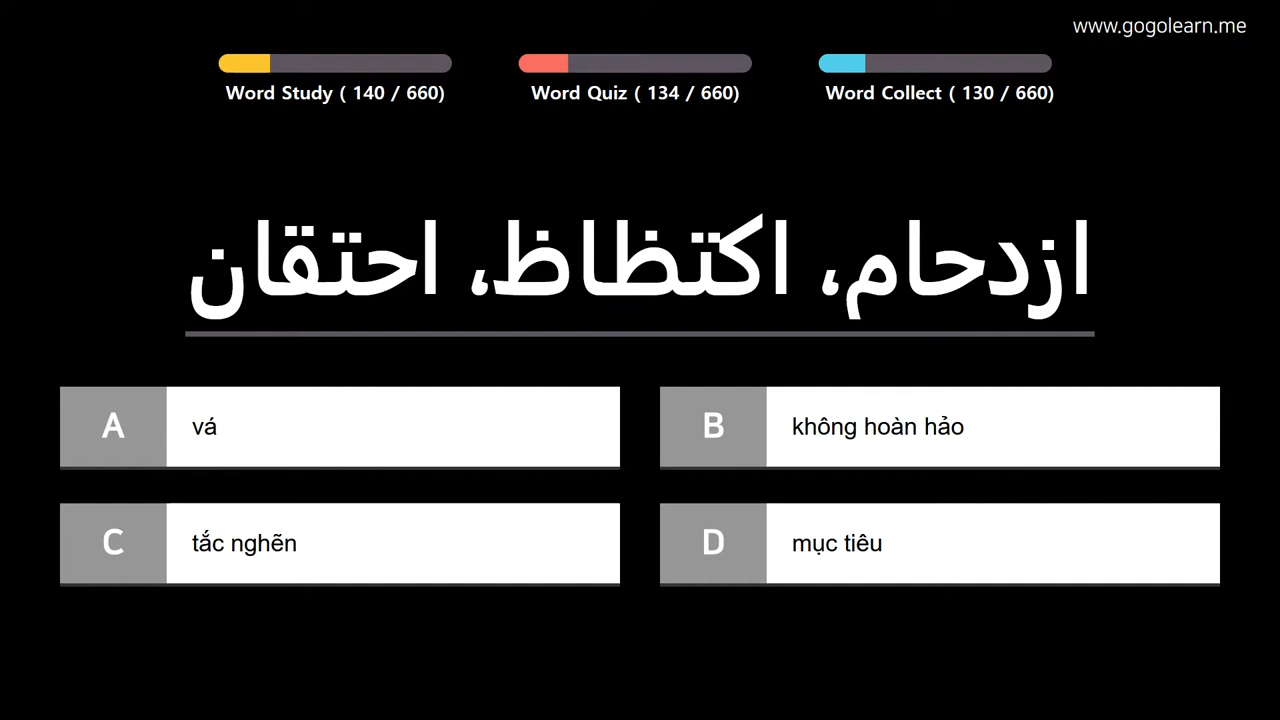 www.gogolearn.me
Word Study ( 140 / 660)
Word Quiz ( 134 / 660)
Word Collect ( 130 / 660)
ازدحام، اكتظاظ، احتقان
A
vá
B
không hoàn hảo
C
tắc nghẽn
D
mục tiêu